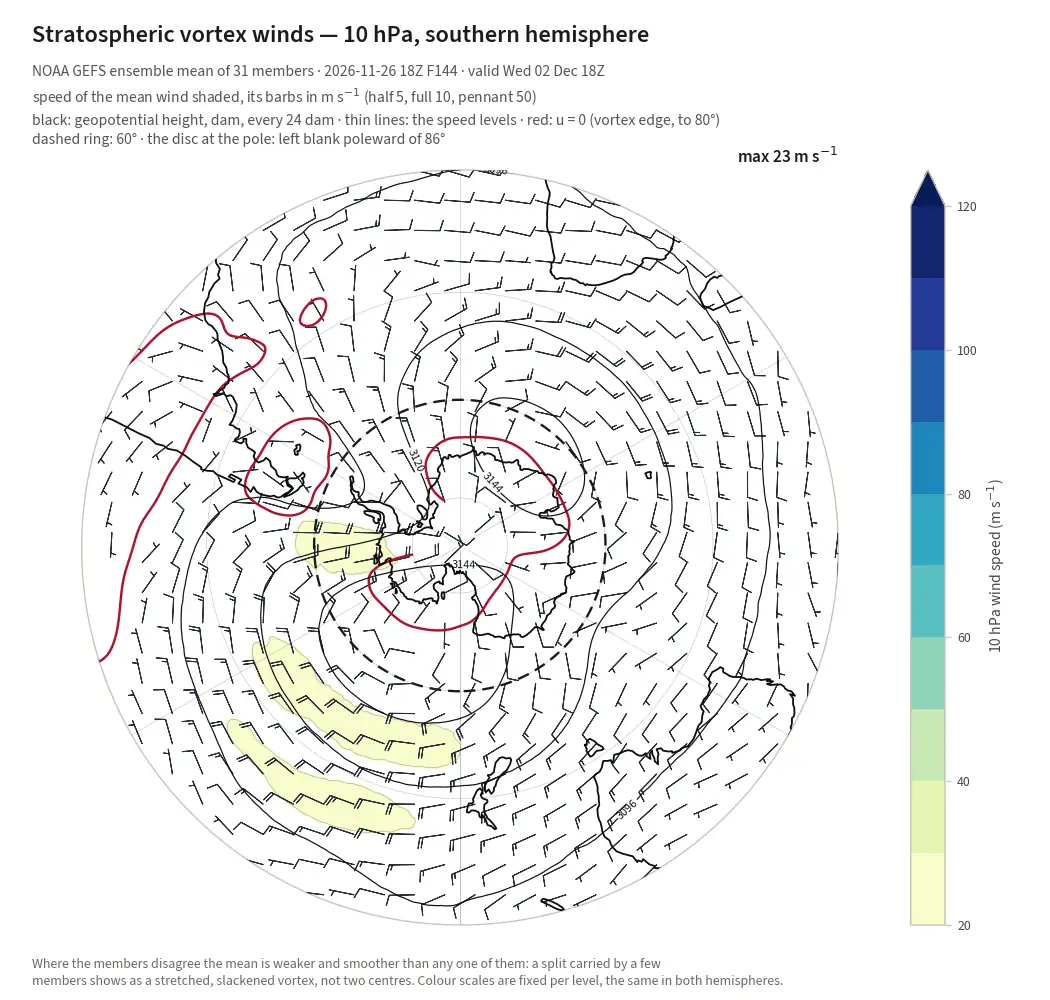 Stratospheric vortex winds — 10 hPa, southern hemisphere
NOAA GEFS ensemble mean of 31 members · 2026-11-26 18Z F144 · valid Wed 02 Dec 18Z
speed of the mean wind shaded, its barbs in m s⁻¹ (half 5, full 10, pennant 50)
black: geopotential height, dam, every 24 dam · thin lines: the speed levels · red: u = 0 (vortex edge, to 80°)
dashed ring: 60° · the disc at the pole: left blank poleward of 86°
max 23 m s⁻¹
120
100
80
60
40
20
10 hPa wind speed (m s⁻¹)
3120
3144
3144
3096
Where the members disagree the mean is weaker and smoother than any one of them: a split carried by a few
members shows as a stretched, slackened vortex, not two centres. Colour scales are fixed per level, the same in both hemispheres.